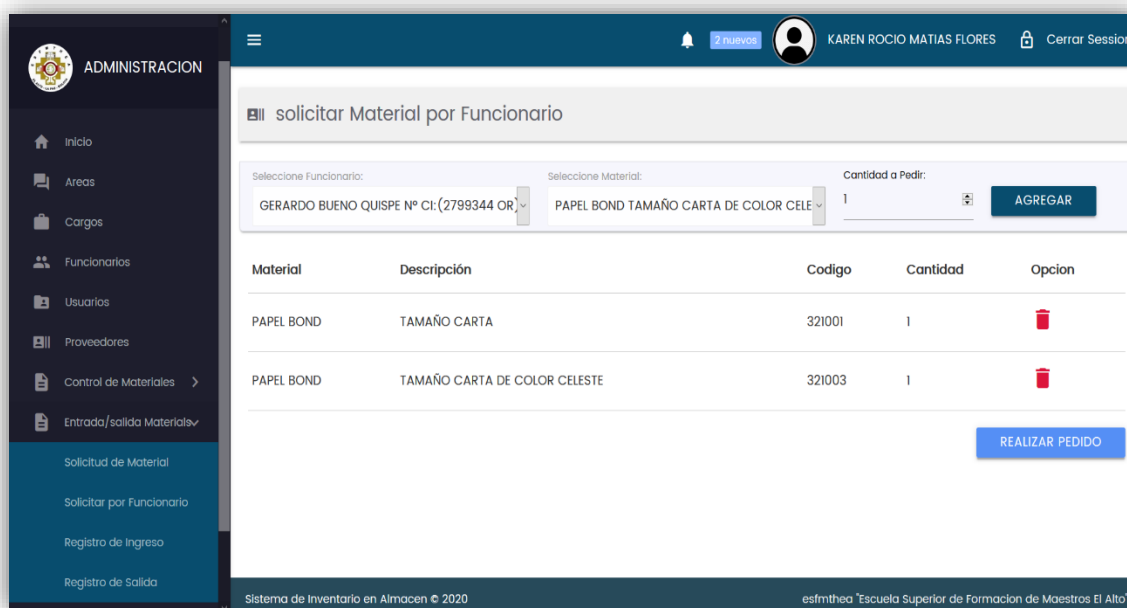 ADMINISTRACION
2 nuevos
KAREN ROCIO MATIAS FLORES
Cerrar Session
solicitar Material por Funcionario
Inicio
Areas
Cargos
Funcionarios
Usuarios
Proveedores
Control de Materiales
Entrada/salida Materials
Solicitud de Material
Solicitar por Funcionario
Registro de Ingreso
Registro de Salida
Seleccione Funcionario:
Seleccione Material:
Cantidad a Pedir:
GERARDO BUENO QUISPE Nº CI:(2799344 OR)
PAPEL BOND TAMAÑO CARTA DE COLOR CELE
1
AGREGAR
Material Descripción Codigo Cantidad Opcion
PAPEL BOND TAMAÑO CARTA 321001 1
PAPEL BOND TAMAÑO CARTA DE COLOR CELESTE 321003 1
REALIZAR PEDIDO
Sistema de Inventario en Almacen © 2020
esfmthea "Escuela Superior de Formacion de Maestros El Alto"